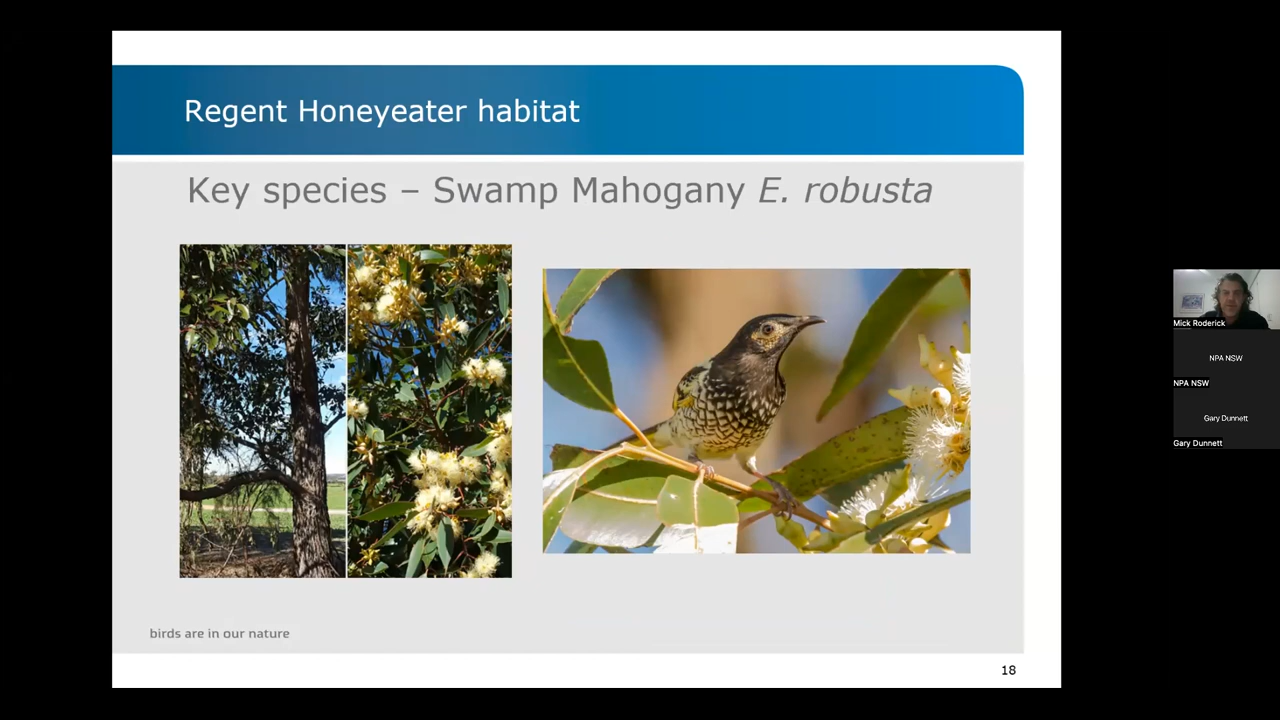 Regent Honeyeater habitat
Key species – Swamp Mahogany E. robusta
birds are in our nature
18
Mick Roderick
NPA NSW
NPA NSW
Gary Dunnett
Gary Dunnett